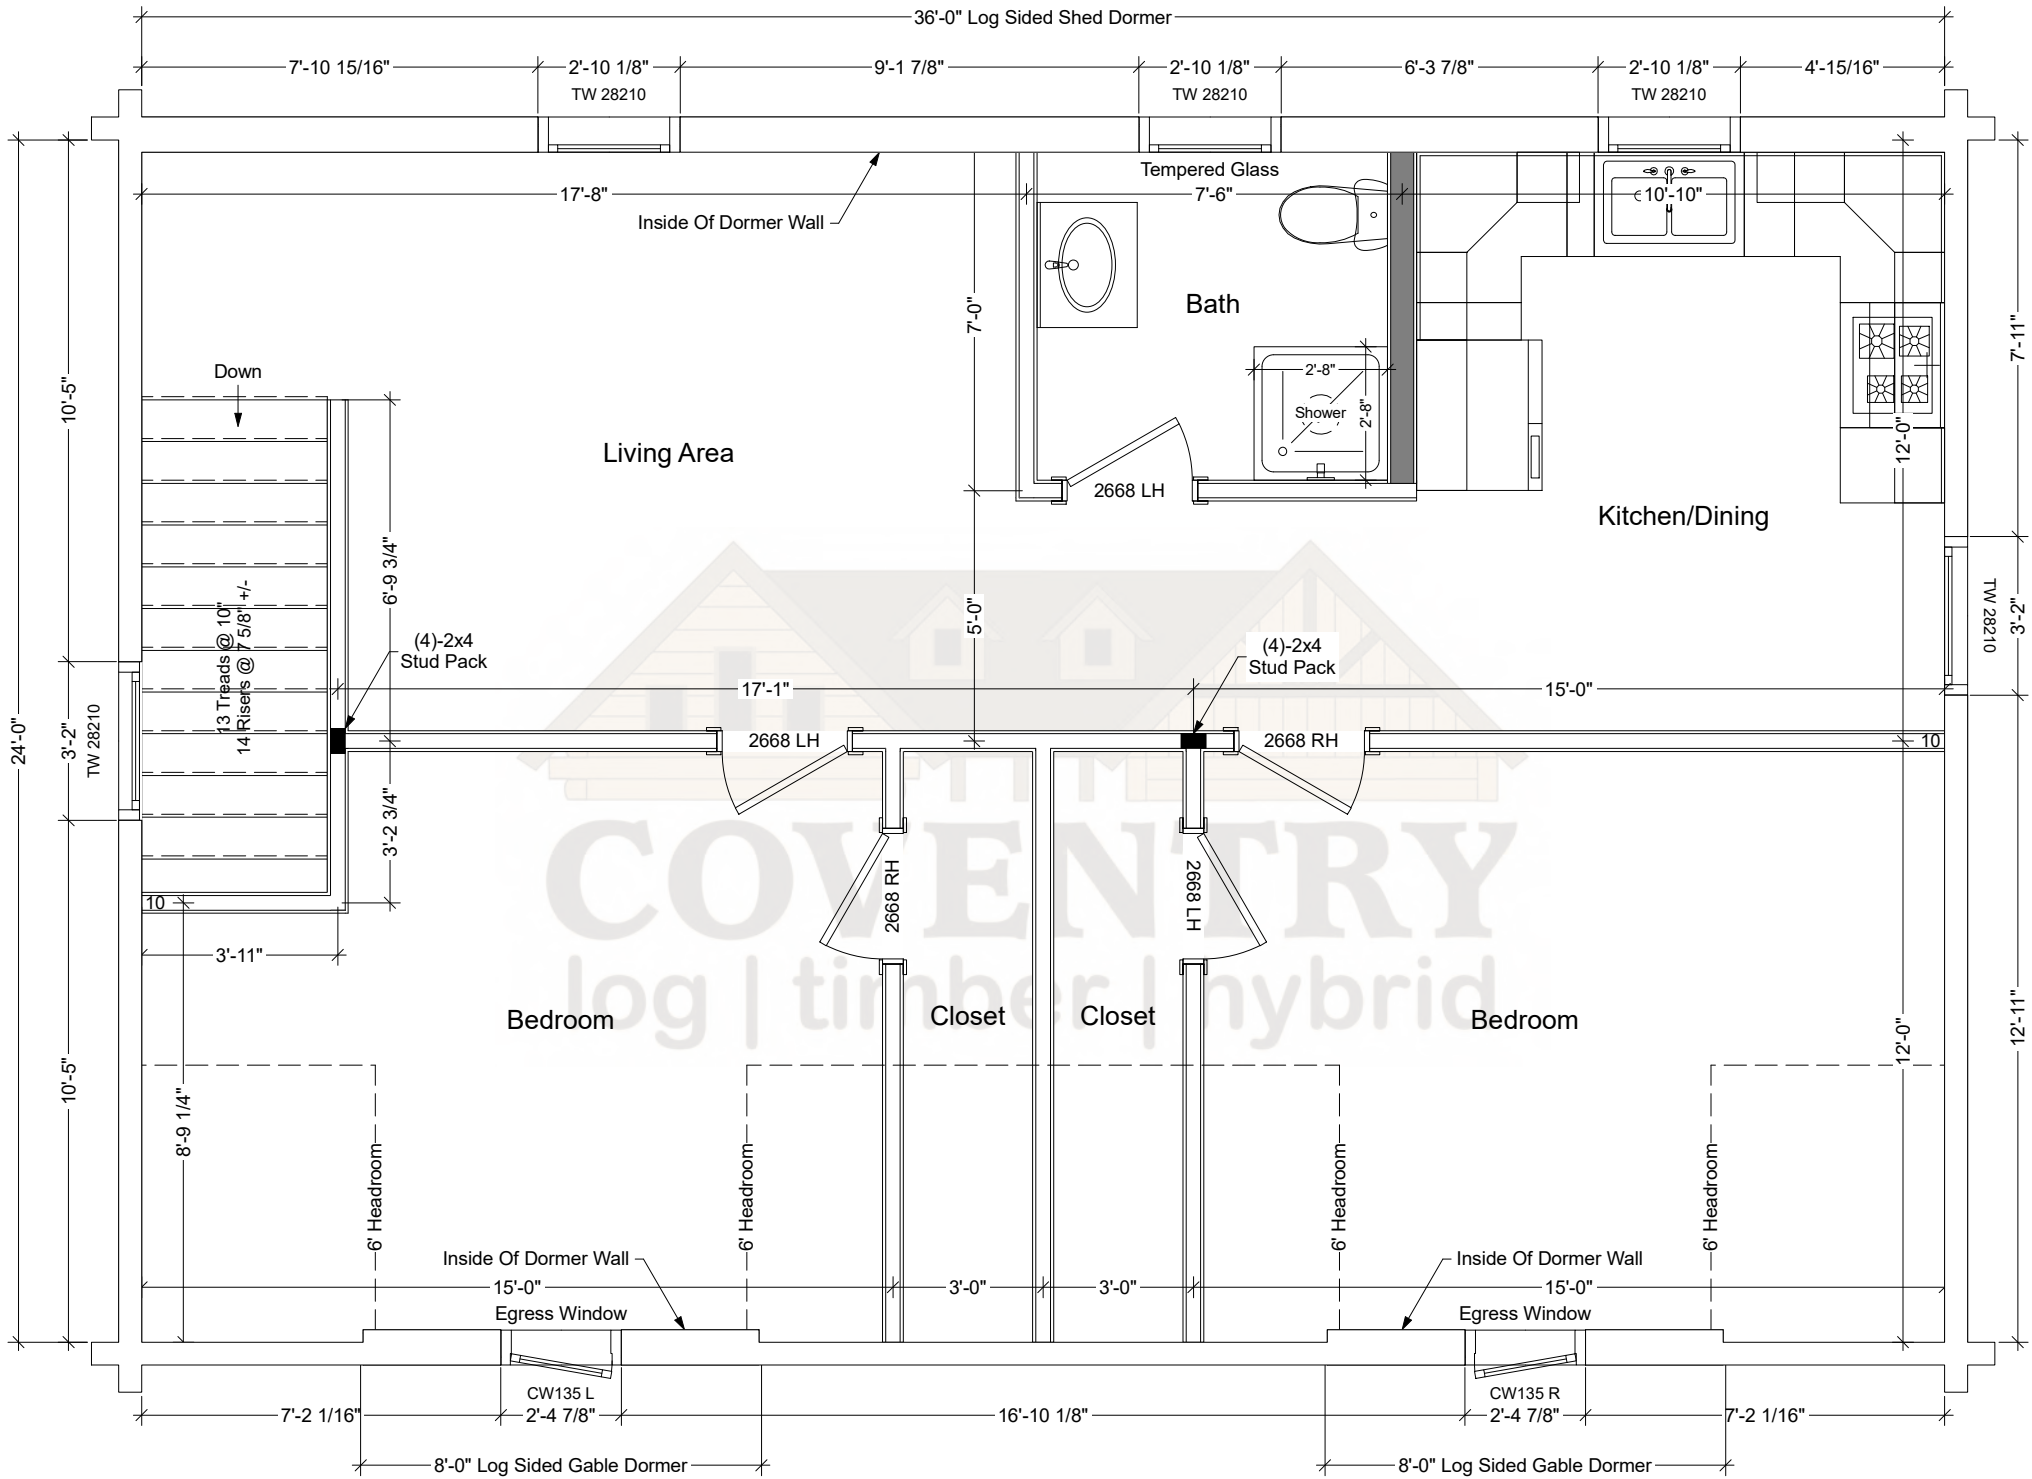 36'-0" Log Sided Shed Dormer
7'-10 15/16"
2'-10 1/8"
9'-1 7/8"
2'-10 1/8"
6'-3 7/8"
2'-10 1/8"
4'-15/16"
TW 28210
TW 28210
TW 28210
Tempered Glass
17'-8"
7'-6"
10'-10"
Inside Of Dormer Wall
7'-0"
Bath
7'-11"
Down
10'-5"
2'-8"
2'-8"
Shower
12'-0"
Living Area
2668 LH
Kitchen/Dining
6'-9 3/4"
5'-0"
TW 28210
3'-2"
13 Treads @ 10"
14 Risers @ 7 5/8" +/-
(4)-2x4
Stud Pack
(4)-2x4
Stud Pack
17'-1"
15'-0"
24'-0"
3'-2"
TW 28210
2668 LH
2668 RH
10
3'-2 3/4"
COVENTRY
log | timber | hybrid
2668 RH
2668 LH
10
3'-11"
Bedroom
Closet
Closet
Bedroom
12'-0"
12'-11"
10'-5"
8'-9 1/4"
6' Headroom
6' Headroom
6' Headroom
6' Headroom
Inside Of Dormer Wall
Inside Of Dormer Wall
15'-0"
3'-0"
3'-0"
15'-0"
Egress Window
Egress Window
CW135 L
CW135 R
7'-2 1/16"
2'-4 7/8"
16'-10 1/8"
2'-4 7/8"
7'-2 1/16"
8'-0" Log Sided Gable Dormer
8'-0" Log Sided Gable Dormer